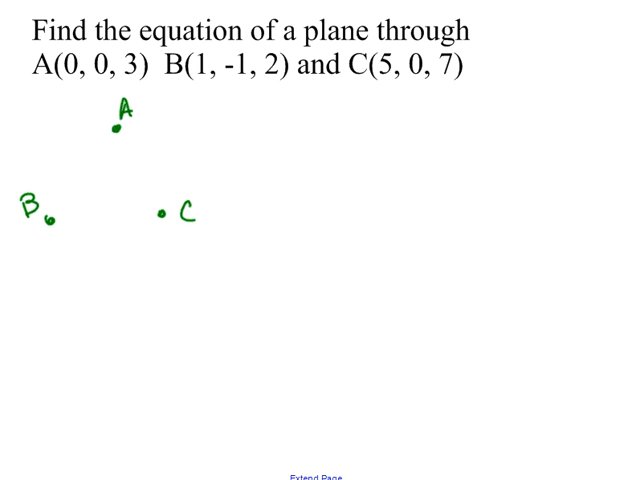 Find the equation of a plane through
A(0, 0, 3)  B(1, -1, 2) and C(5, 0, 7)
A
B
C
Extend Page